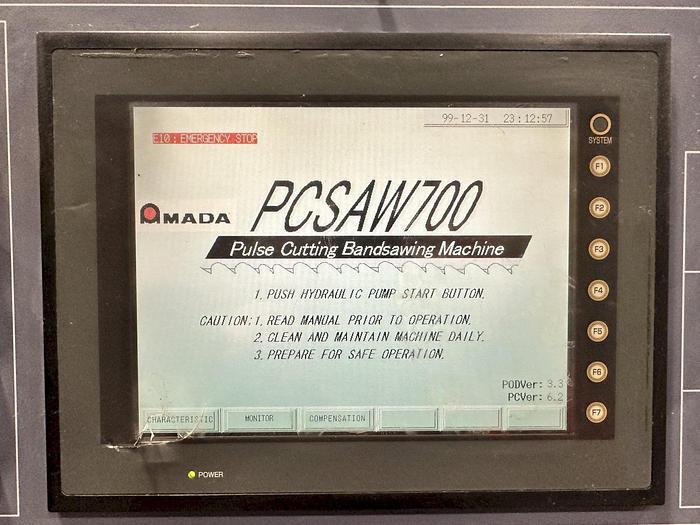 99-12-31 23:12:57
E10:EMERGENCY STOP
SYSTEM
F1
F2
F3
F4
F5
F6
F7
AMADA
PCSAW700
Pulse Cutting Bandsawing Machine
1. PUSH HYDRAULIC PUMP START BUTTON.
CAUTION:1. READ MANUAL PRIOR TO OPERATION.
2. CLEAN AND MAINTAIN MACHINE DAILY.
3. PREPARE FOR SAFE OPERATION.
PODVer: 3.3
PCVer: 6.2
CHARACTERISTIC MONITOR COMPENSATION
POWER